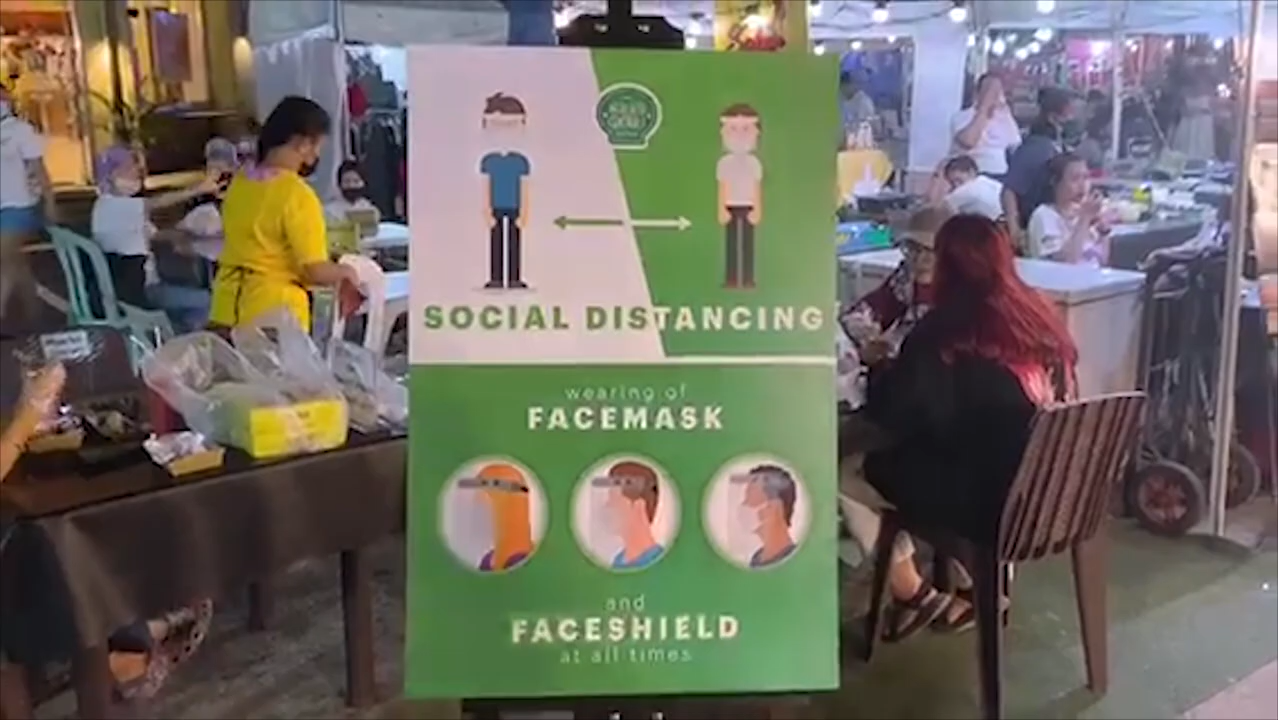 SOCIAL DISTANCING
wearing of
FACEMASK
and
FACESHIELD
at all times